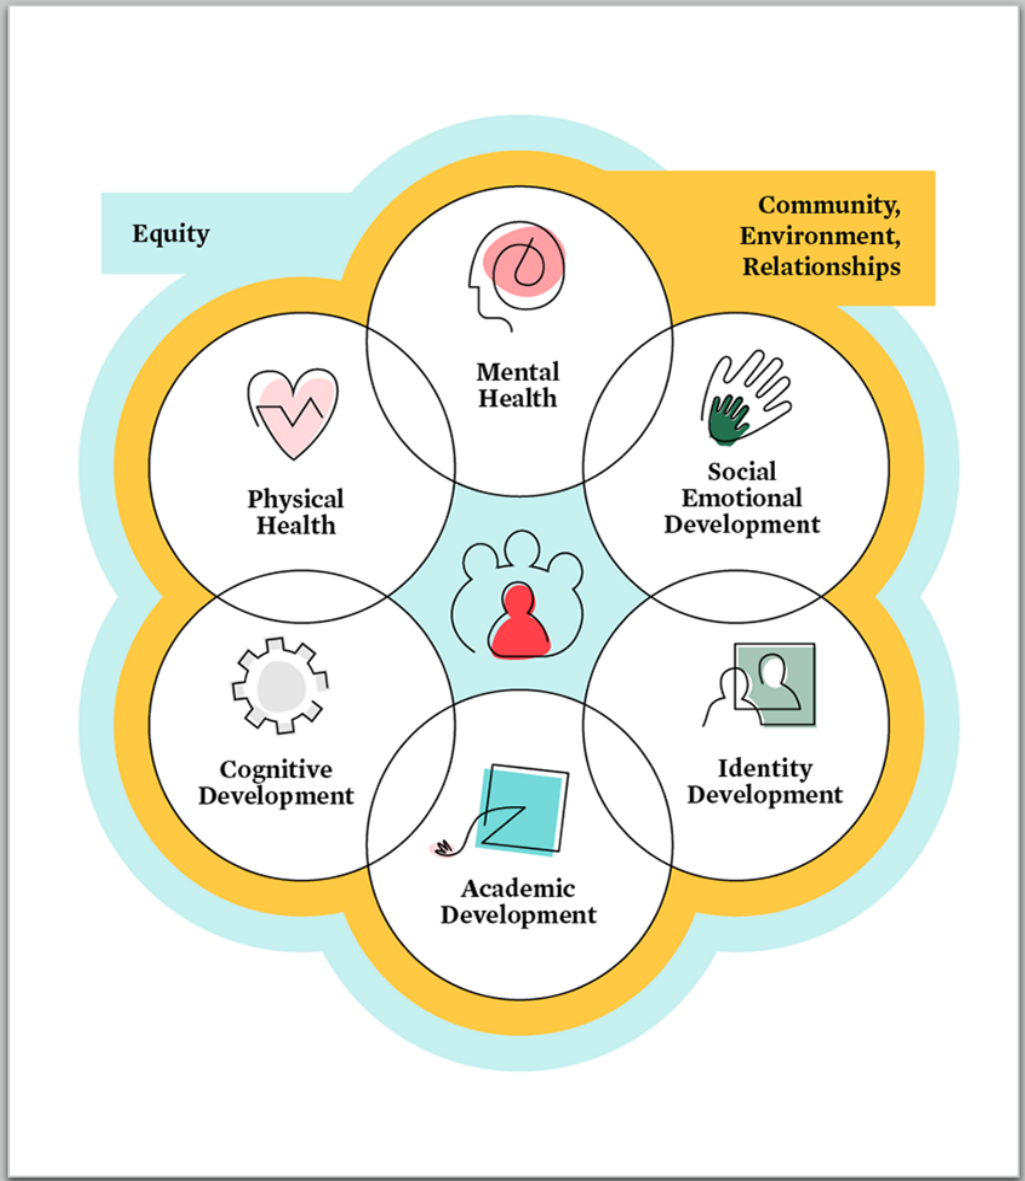 Equity
Community,
Environment,
Relationships
Mental
Health
Physical
Health
Social
Emotional
Development
Cognitive
Development
Identity
Development
Academic
Development